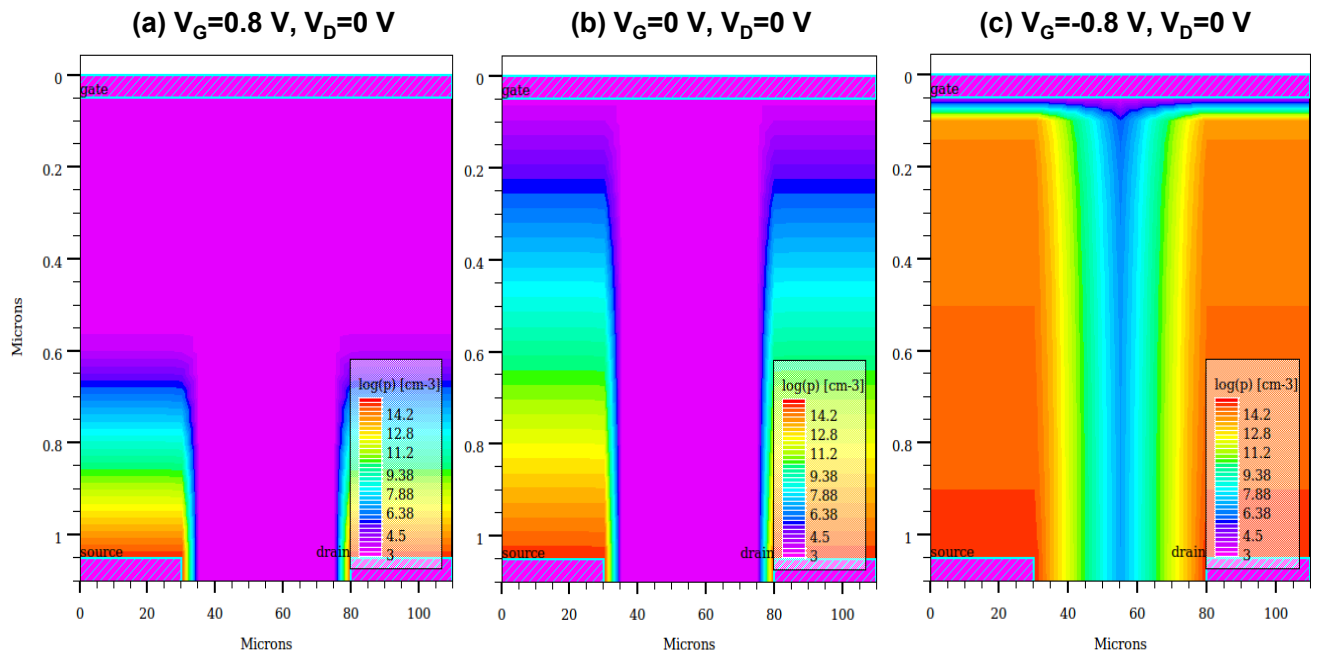 (a) V_G=0.8 V, V_D=0 V
(b) V_G=0 V, V_D=0 V
(c) V_G=-0.8 V, V_D=0 V
Microns
0
0.2
0.4
0.6
0.8
1
gate
source
drain
log(p) [cm-3]
14.2
12.8
11.2
9.38
7.88
6.38
4.5
3
0 20 40 60 80 100
Microns
0
0.2
0.4
0.6
0.8
1
gate
source
drain
log(p) [cm-3]
14.2
12.8
11.2
9.38
7.88
6.38
4.5
3
0 20 40 60 80 100
Microns
0
0.2
0.4
0.6
0.8
1
gate
source
drain
log(p) [cm-3]
14.2
12.8
11.2
9.38
7.88
6.38
4.5
3
0 20 40 60 80 100
Microns